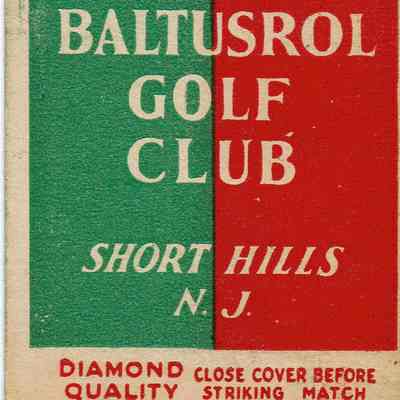 BALTUSROL
GOLF
CLUB
SHORT HILLS
N. J.
DIAMOND QUALITY
CLOSE COVER BEFORE
STRIKING MATCH